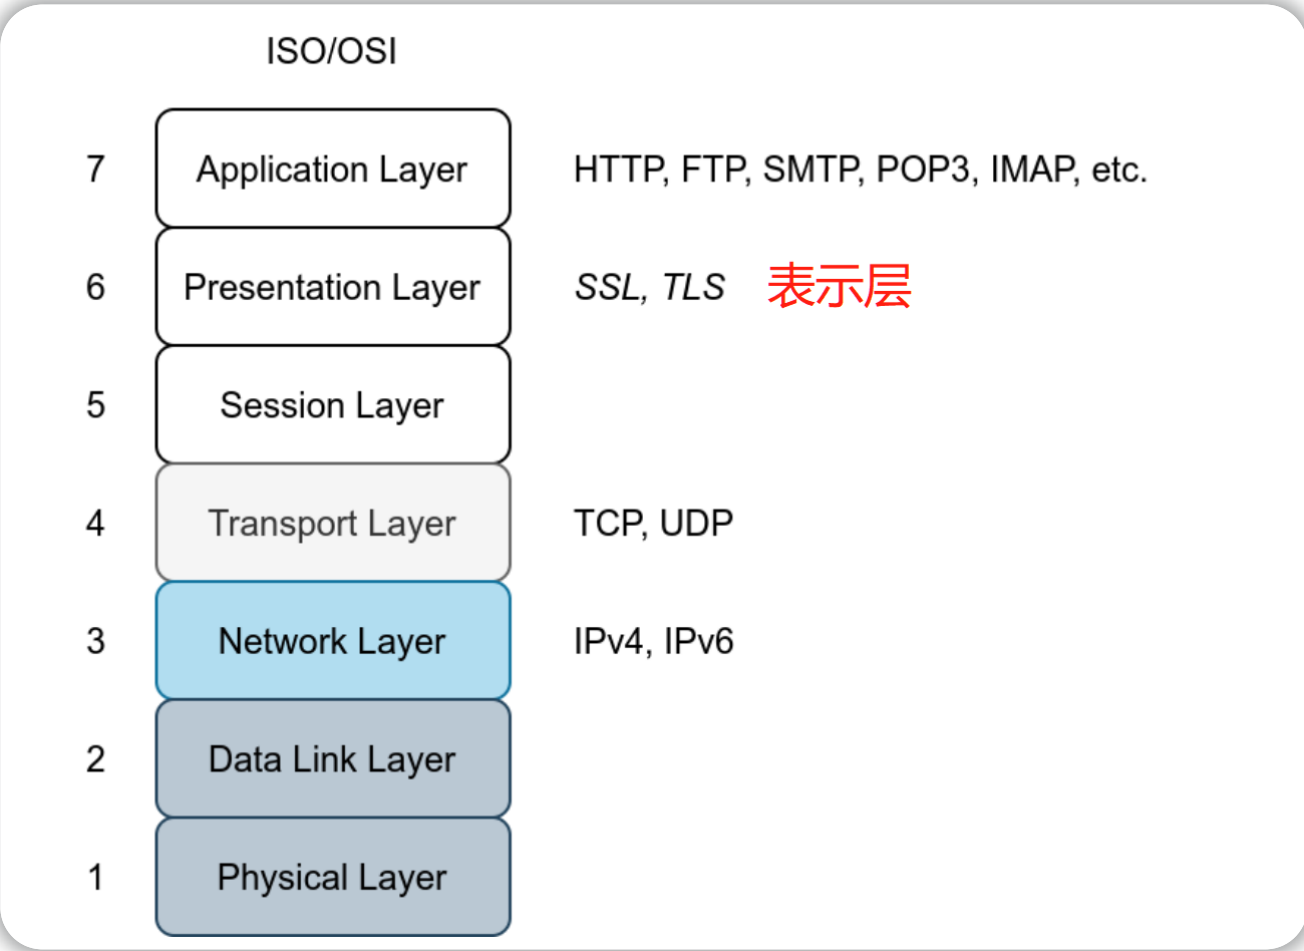 ISO/OSI
7 Application Layer HTTP, FTP, SMTP, POP3, IMAP, etc.
6 Presentation Layer SSL, TLS 表示层
5 Session Layer
4 Transport Layer TCP, UDP
3 Network Layer IPv4, IPv6
2 Data Link Layer
1 Physical Layer